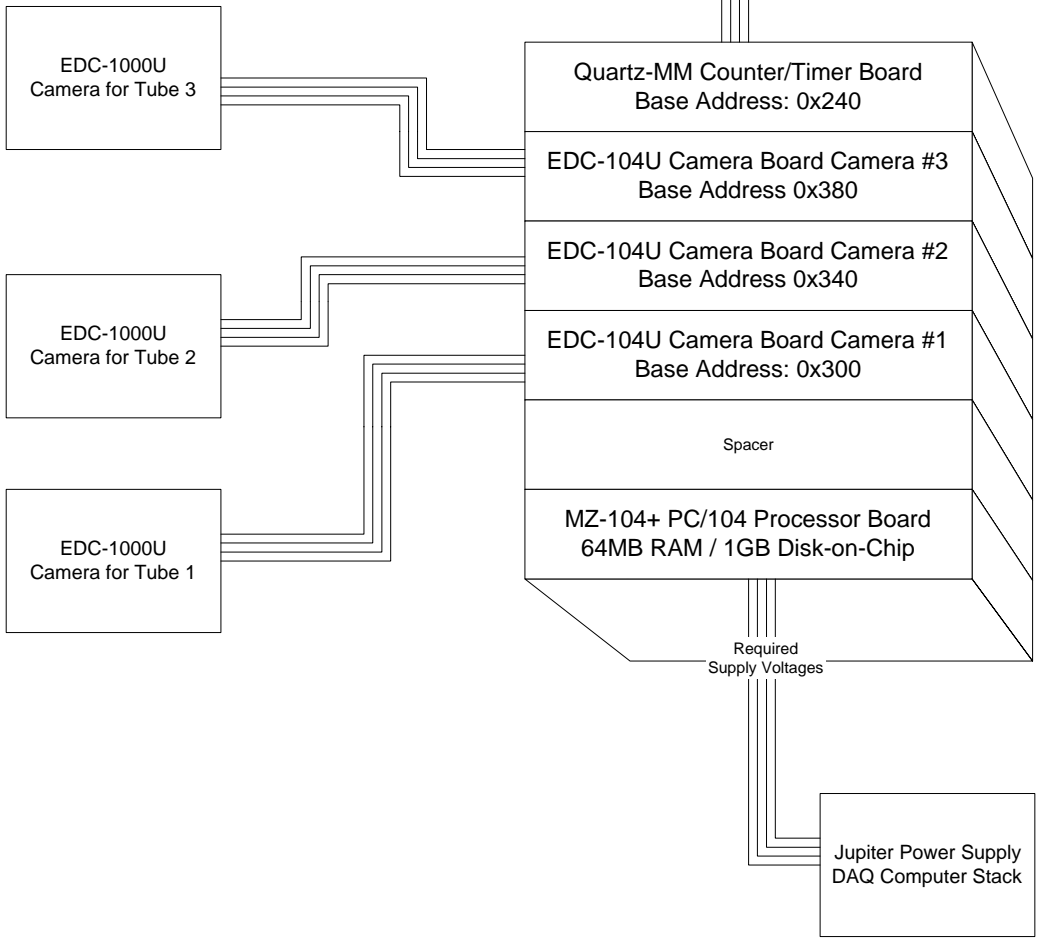 EDC-1000U
Camera for Tube 3
Quartz-MM Counter/Timer Board
Base Address: 0x240
EDC-104U Camera Board Camera #3
Base Address 0x380
EDC-104U Camera Board Camera #2
Base Address 0x340
EDC-1000U
Camera for Tube 2
EDC-104U Camera Board Camera #1
Base Address: 0x300
Spacer
EDC-1000U
Camera for Tube 1
MZ-104+ PC/104 Processor Board
64MB RAM / 1GB Disk-on-Chip
Required
Supply Voltages
Jupiter Power Supply
DAQ Computer Stack